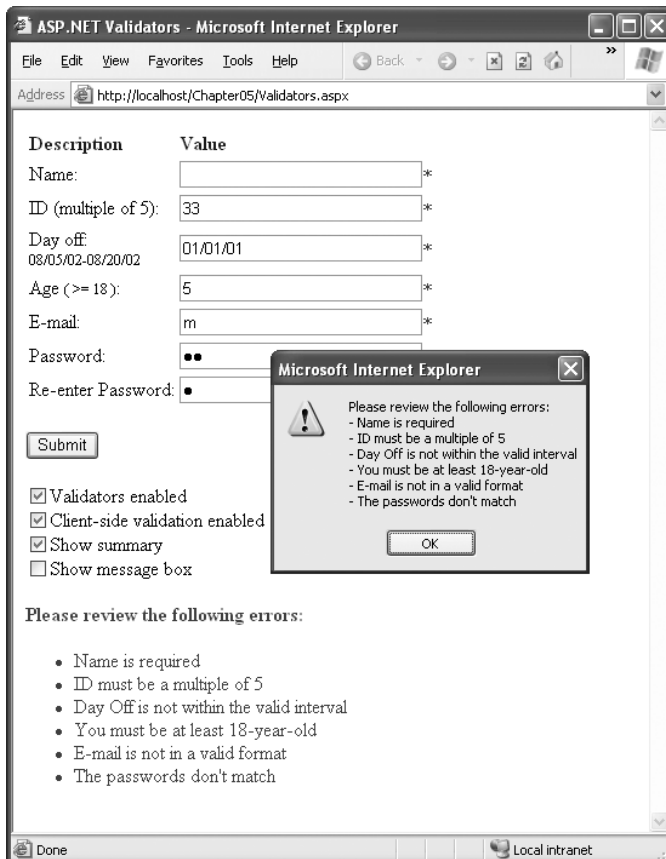 ASP.NET Validators - Microsoft Internet Explorer
File Edit View Favorites Tools Help Back »
Address http://localhost/Chapter05/Validators.aspx
Description Value
Name: *
ID (multiple of 5): 33 *
Day off: 01/01/01 *
08/05/02-08/20/02
Age ( >= 18 ): 5 *
E-mail: m *
Password: ●●
Re-enter Password: ●
Microsoft Internet Explorer
Please review the following errors:
- Name is required
- ID must be a multiple of 5
- Day Off is not within the valid interval
- You must be at least 18-year-old
- E-mail is not in a valid format
- The passwords don't match
OK
Submit
Validators enabled
Client-side validation enabled
Show summary
Show message box
Please review the following errors:
• Name is required
• ID must be a multiple of 5
• Day Off is not within the valid interval
• You must be at least 18-year-old
• E-mail is not in a valid format
• The passwords don't match
Done Local intranet